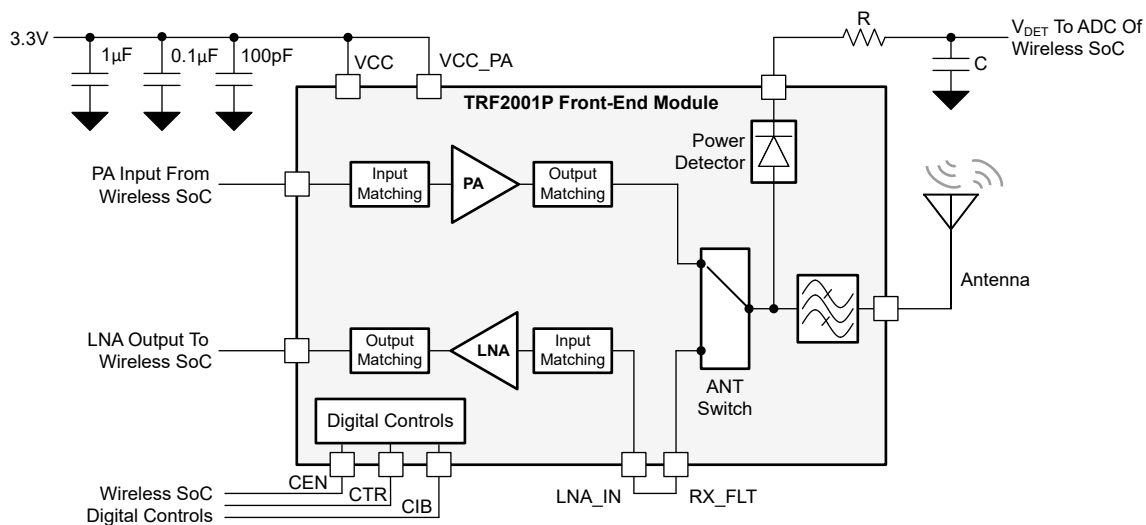 3.3V
1µF
0.1µF
100pF
VCC
VCC_PA
R
C
V_DET To ADC Of
Wireless SoC
TRF2001P Front-End Module
Power
Detector
PA Input From
Wireless SoC
Input
Matching
PA
Output
Matching
Antenna
LNA Output To
Wireless SoC
Output
Matching
LNA
Input
Matching
ANT
Switch
Digital Controls
CEN
CTR
CIB
LNA_IN
RX_FLT
Wireless SoC
Digital Controls